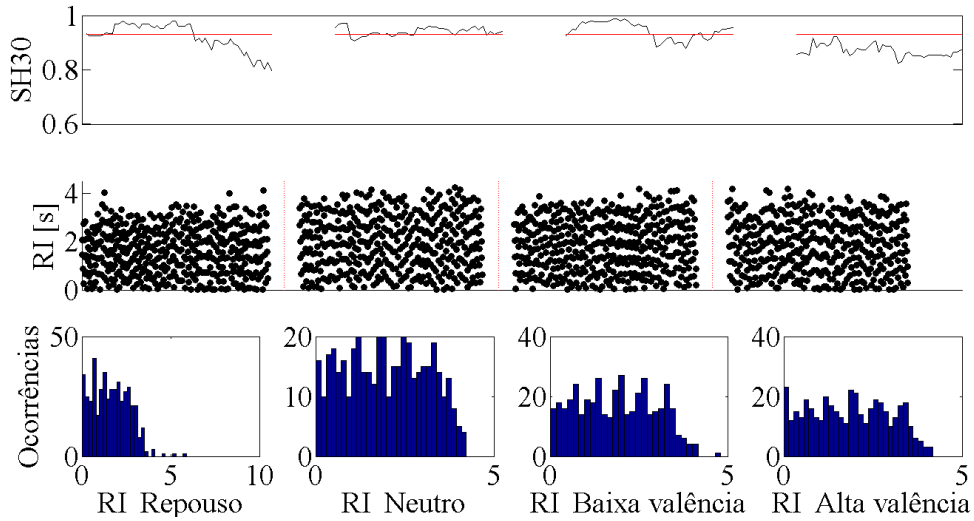 1
0.8
0.6
SH30
4
2
0
RI [s]
50
0
Ocorrências
0 5 10
RI Repouso
20
10
0
0 5
RI Neutro
40
20
0
0 5
RI Baixa valência
40
20
0
0 5
RI Alta valência